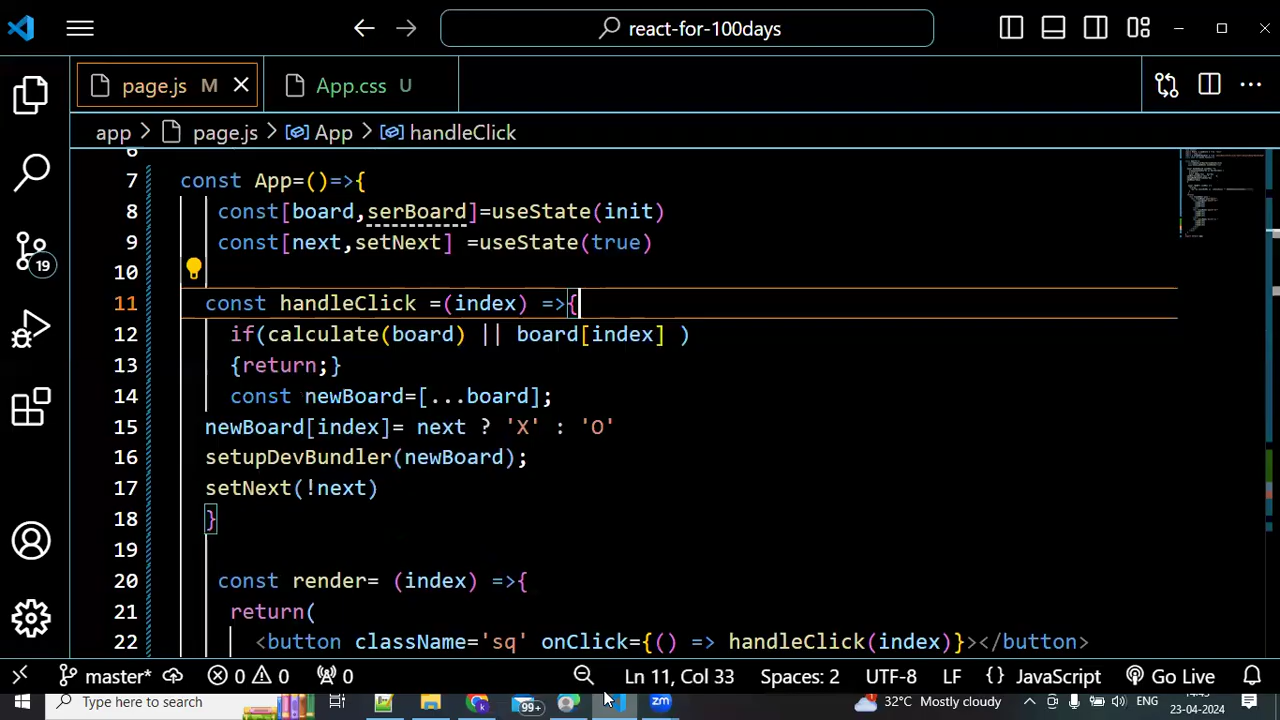 react-for-100days
page.js M
App.css U
app page.js App handleClick
6
7 const App=()=>{
8 const[board,serBoard]=useState(init)
9 const[next,setNext] =useState(true)
10
11 const handleClick =(index) =>{
12 if(calculate(board) || board[index] )
13 {return;}
14 const newBoard=[...board];
15 newBoard[index]= next ? 'X' : 'O'
16 setupDevBundler(newBoard);
17 setNext(!next)
18 }
19
20 const render= (index) =>{
21 return(
22 <button className='sq' onClick={() => handleClick(index)}></button>
19
master* 0 0 0 Ln 11, Col 33 Spaces: 2 UTF-8 LF {} JavaScript Go Live
Type here to search 99+ zm 32°C Mostly cloudy ENG
23-04-2024